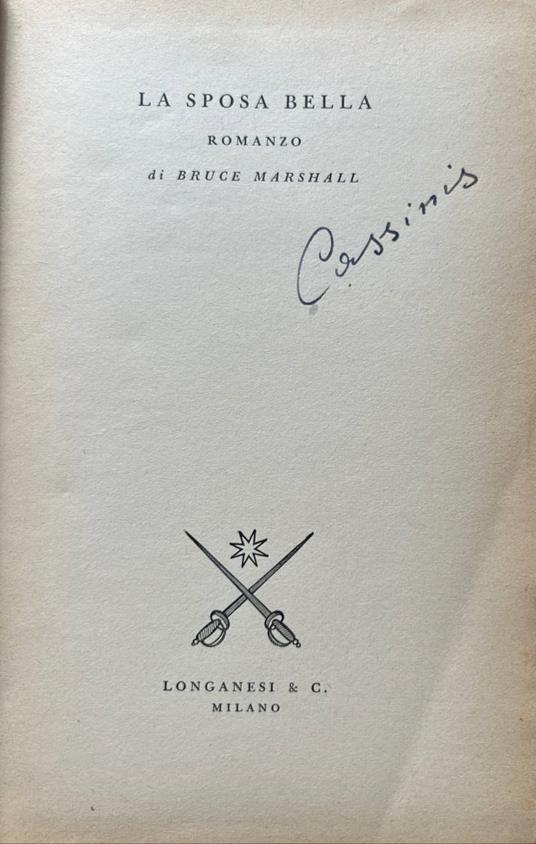 LA SPOSA BELLA
ROMANZO
di BRUCE MARSHALL
Cassinis
LONGANESI & C.
MILANO